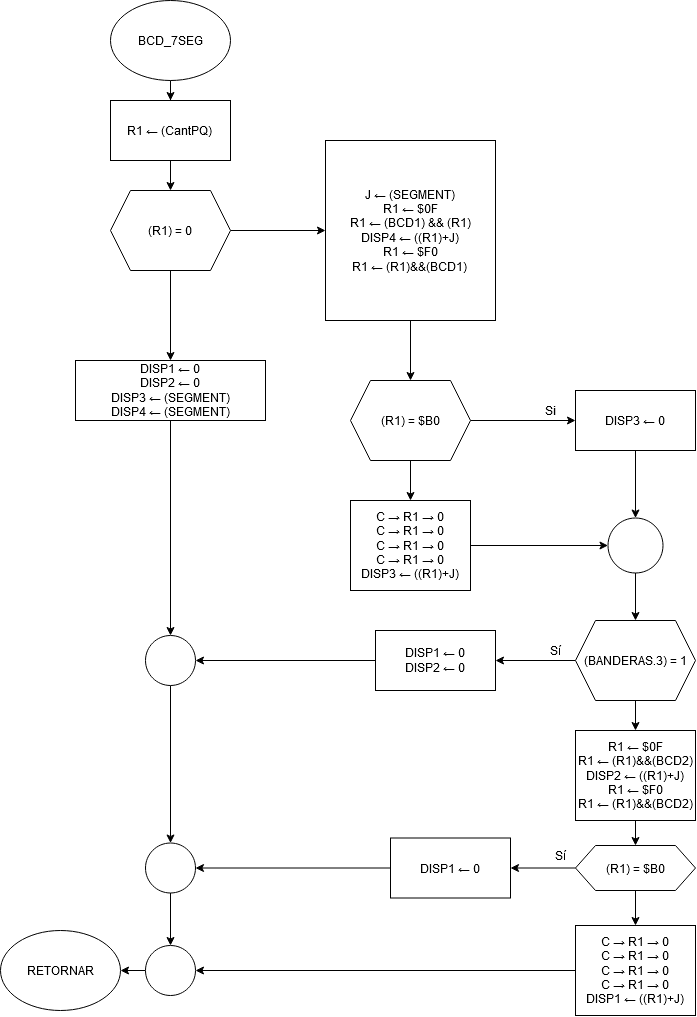 BCD_7SEG
R1 ← (CantPQ)
(R1) = 0
J ← (SEGMENT)
R1 ← $0F
R1 ← (BCD1) && (R1)
DISP4 ← ((R1)+J)
R1 ← $F0
R1 ← (R1)&&(BCD1)
DISP1 ← 0
DISP2 ← 0
DISP3 ← (SEGMENT)
DISP4 ← (SEGMENT)
(R1) = $B0
Si
DISP3 ← 0
C → R1 → 0
C → R1 → 0
C → R1 → 0
C → R1 → 0
DISP3 ← ((R1)+J)
(BANDERAS.3) = 1
Sí
DISP1 ← 0
DISP2 ← 0
R1 ← $0F
R1 ← (R1)&&(BCD2)
DISP2 ← ((R1)+J)
R1 ← $F0
R1 ← (R1)&&(BCD2)
(R1) = $B0
Sí
DISP1 ← 0
C → R1 → 0
C → R1 → 0
C → R1 → 0
C → R1 → 0
DISP1 ← ((R1)+J)
RETORNAR